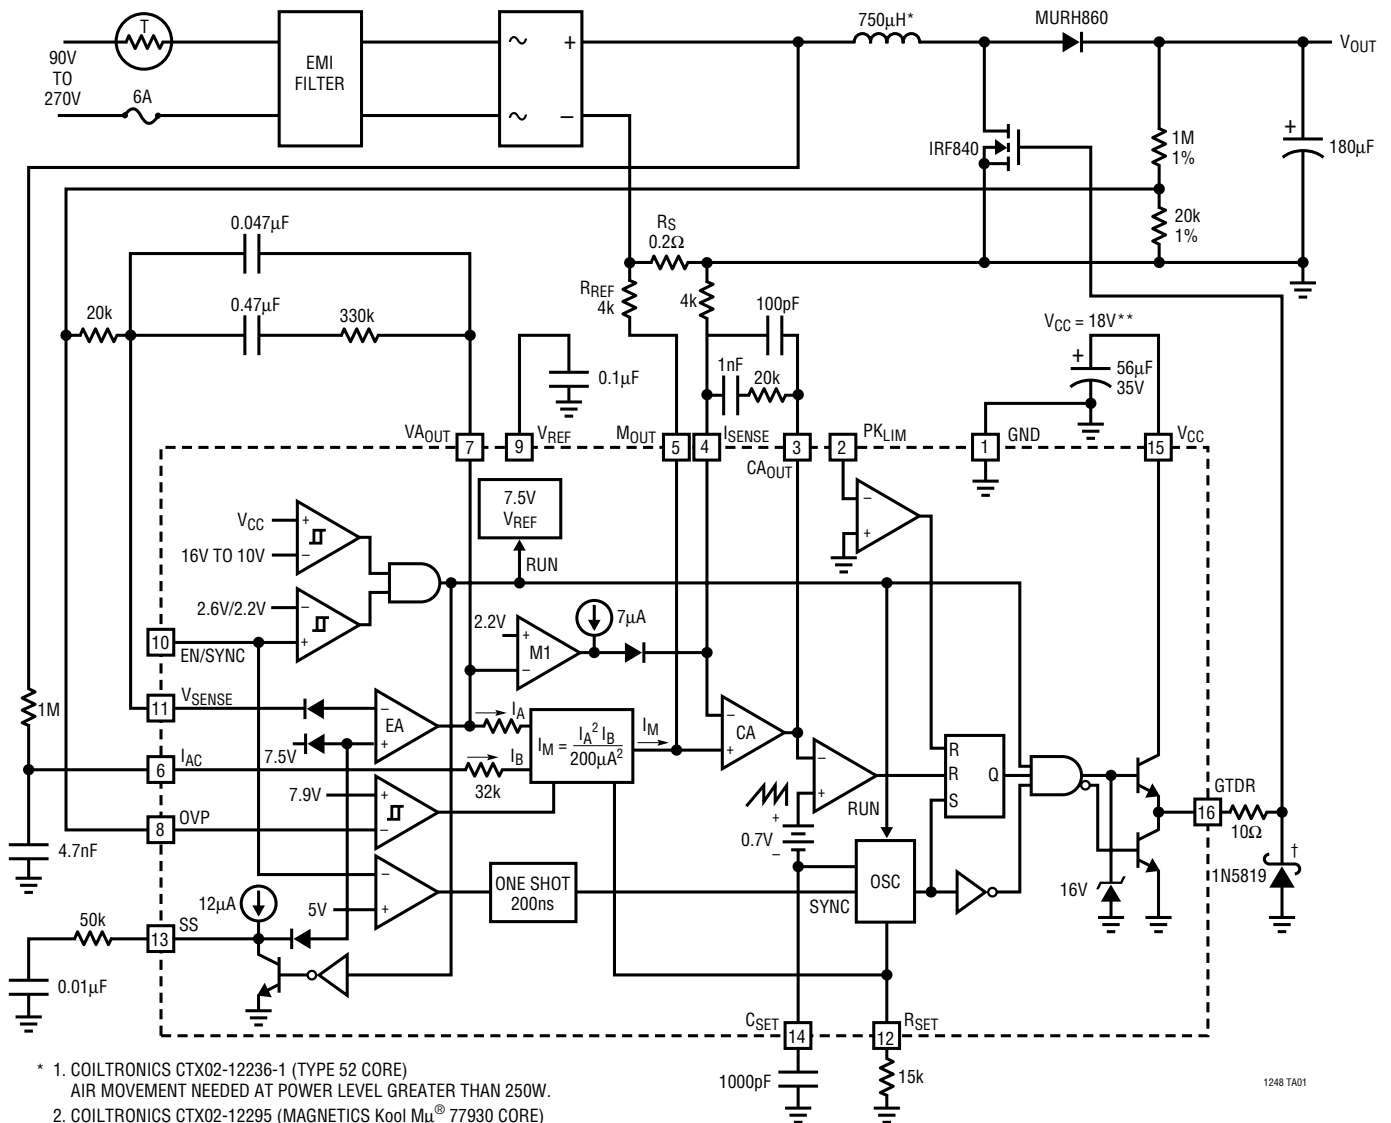 T
90V
TO
270V
6A
EMI
FILTER
~
+
~
−
750µH*
MURH860
VOUT
IRF840
1M
1%
+
180µF
20k
1%
RS
0.2Ω
RREF
4k
4k
100pF
1nF
20k
0.047µF
20k
0.47µF
330k
0.1µF
VCC = 18V**
+
56µF
35V
VAOUT
7
9
VREF
MOUT
5
4
ISENSE
3
CAOUT
2
PKLIM
1
GND
15
VCC
7.5V
VREF
RUN
VCC
+
16V TO 10V
−
2.6V/2.2V
−
+
10
EN/SYNC
2.2V
+
−
M1
7µA
1M
11
VSENSE
−
EA
+
7.5V
IA
IB
32k
IM = IA2 IB
200µA2
IM
−
CA
+
6
IAC
7.9V
+
−
8
OVP
4.7nF
−
+
RUN
+
0.7V
−
−
+
R
R
S
Q
GTDR
16
10Ω
†
1N5819
16V
OSC
SYNC
ONE SHOT
200ns
−
5V
+
12µA
50k
13
SS
0.01µF
CSET
14
12
RSET
1000pF
15k
* 1. COILTRONICS CTX02-12236-1 (TYPE 52 CORE)
AIR MOVEMENT NEEDED AT POWER LEVEL GREATER THAN 250W.
2. COILTRONICS CTX02-12295 (MAGNETICS Kool Mµ® 77930 CORE)
1248 TA01